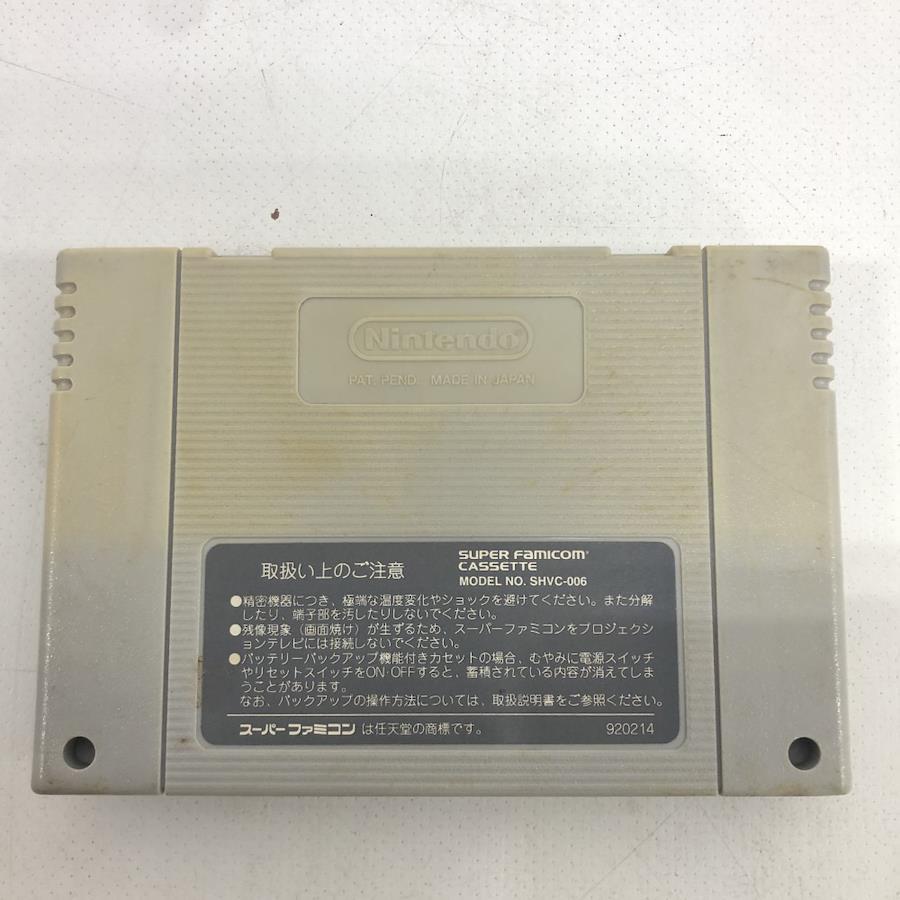 Nintendo
PAT. PEND. MADE IN JAPAN
取扱い上のご注意
SUPER FAMICOM
CASSETTE
MODEL NO. SHVC-006
●精密機器につき、極端な温度変化やショックを避けてください。また分解
したり、端子部を汚したりしないでください。
●残像現象（画面焼け）が生ずるため、スーパーファミコンをプロジェクシ
ョンテレビには接続しないでください。
●バッテリーバックアップ機能付きカセットの場合、むやみに電源スイッチ
やリセットスイッチをON・OFFすると、蓄積されている内容が消えてしま
うことがあります。
なお、バックアップの操作方法については、取扱説明書をご参照ください。
スーパーファミコン は任天堂の商標です。
920214